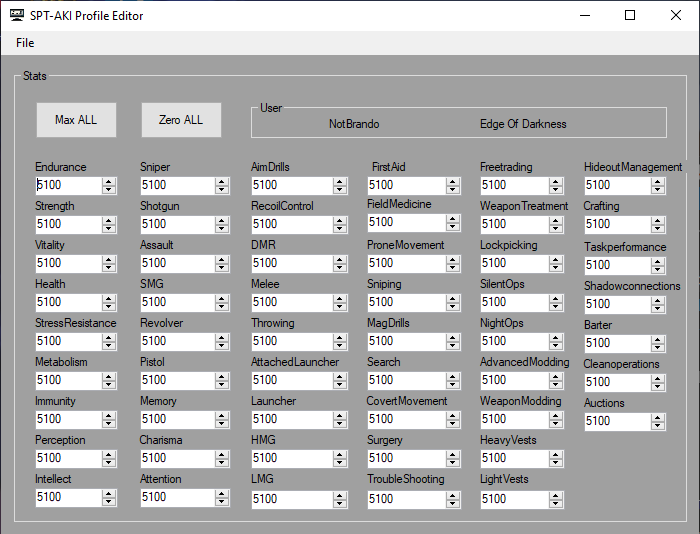 SPT-AKI Profile Editor
File
Stats
Max ALL Zero ALL
User
NotBrando Edge Of Darkness
Endurance Sniper AimDrills FirstAid Freetrading HideoutManagement
5100 5100 5100 5100 5100 5100
Strength Shotgun RecoilControl FieldMedicine WeaponTreatment Crafting
5100 5100 5100 5100 5100 5100
Vitality Assault DMR ProneMovement Lockpicking Taskperfomance
5100 5100 5100 5100 5100 5100
Health SMG Melee Sniping SilentOps Shadowconnections
5100 5100 5100 5100 5100 5100
StressResistance Revolver Throwing MagDrills NightOps Barter
5100 5100 5100 5100 5100 5100
Metabolism Pistol AttachedLauncher Search AdvancedModding Cleanoperations
5100 5100 5100 5100 5100 5100
Immunity Memory Launcher CovertMovement WeaponModding Auctions
5100 5100 5100 5100 5100 5100
Perception Charisma HMG Surgery HeavyVests
5100 5100 5100 5100 5100
Intellect Attention LMG TroubleShooting LightVests
5100 5100 5100 5100 5100